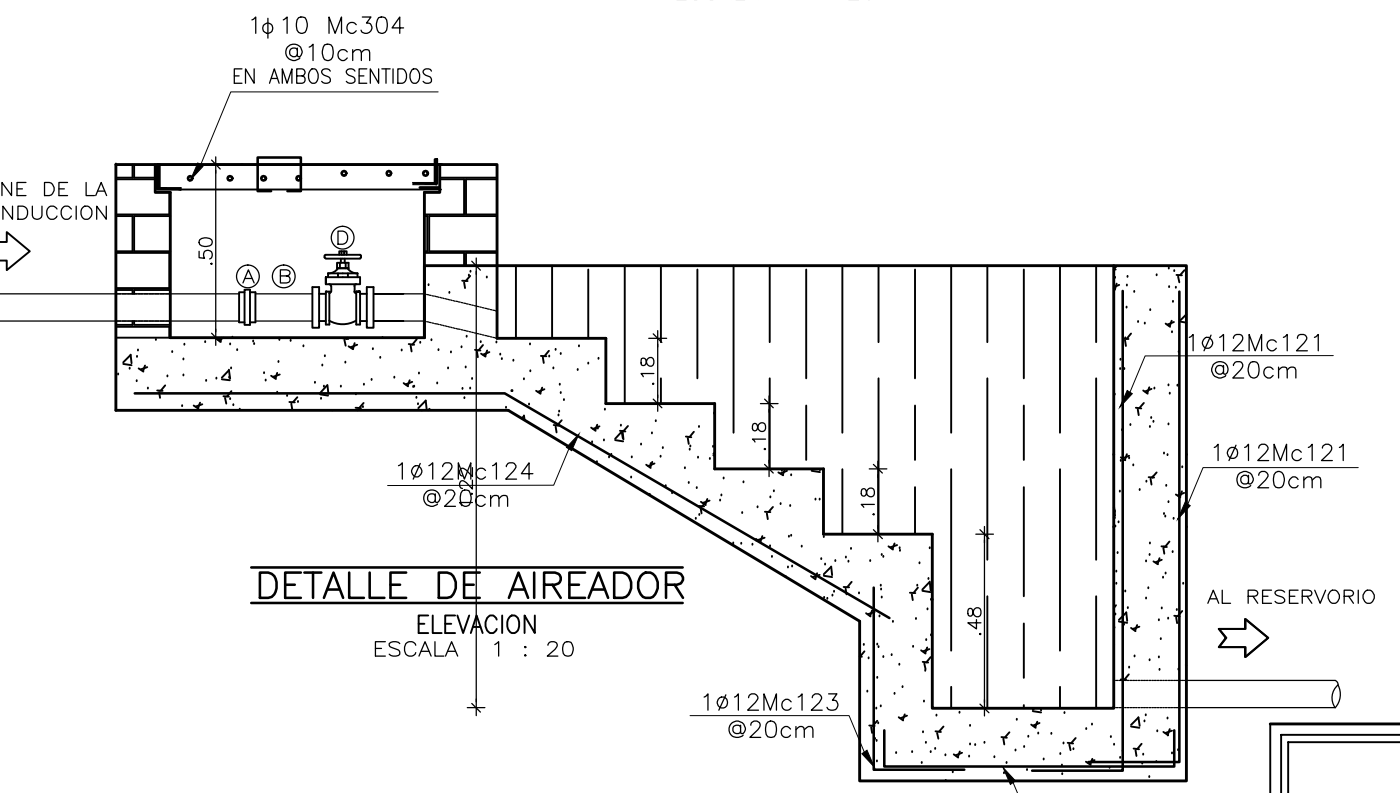 1ϕ10 Mc304
@10cm
EN AMBOS SENTIDOS
NE DE LA
NDUCCION
.50
A
B
D
.18
.18
.18
.48
1ø12Mc121
@20cm
1ø12Mc121
@20cm
1ø12Mc124
@20cm
DETALLE DE AIREADOR
ELEVACION
ESCALA 1 : 20
AL RESERVORIO
1ø12Mc123
@20cm